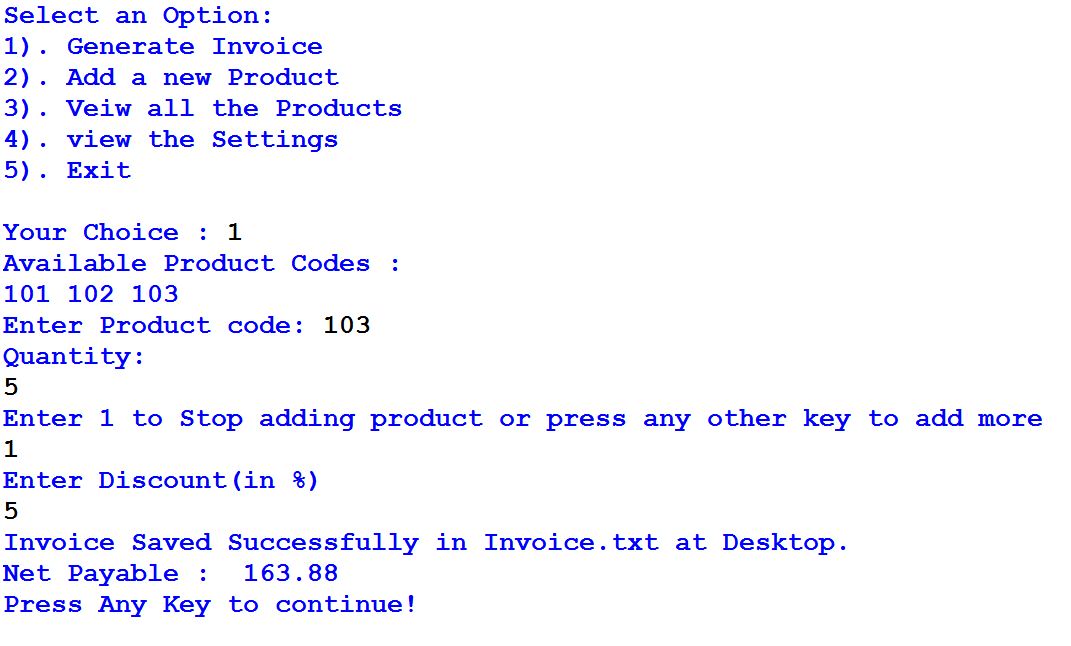 Select an Option:
1). Generate Invoice
2). Add a new Product
3). Veiw all the Products
4). view the Settings
5). Exit
Your Choice : 1
Available Product Codes :
101 102 103
Enter Product code: 103
Quantity:
5
Enter 1 to Stop adding product or press any other key to add more
1
Enter Discount(in %)
5
Invoice Saved Successfully in Invoice.txt at Desktop.
Net Payable :  163.88
Press Any Key to continue!